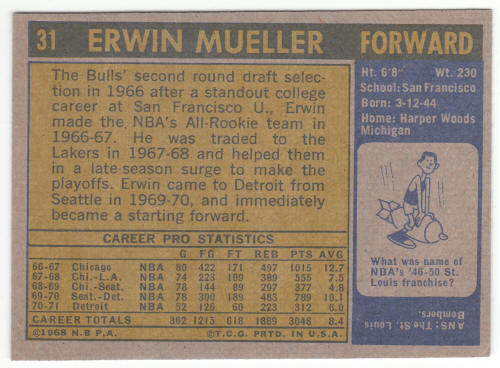 31 ERWIN MUELLER FORWARD
The Bulls' second round draft selec-
tion in 1966 after a standout college
career at San Francisco U., Erwin
made the NBA's All-Rookie team in
1966-67. He was traded to the
Lakers in 1967-68 and helped them
in a late-season surge to make the
playoffs. Erwin came to Detroit from
Seattle in 1969-70, and immediately
became a starting forward.
Ht. 6'8" Wt. 230
School: San Francisco
Born: 3-12-44
Home: Harper Woods
Michigan
What was name of
NBA's '46-50 St.
Louis franchise?
ANS: The St. Louis
Bombers.
CAREER PRO STATISTICS
G FG FT REB PTS AVG
66-67 Chicago NBA 80 422 171 497 1015 12.7
67-68 Chi.-L.A. NBA 74 223 109 389 555 7.5
68-69 Chi.-Seat. NBA 78 144 89 297 377 4.8
69-70 Seat.-Det. NBA 78 300 189 483 789 10.1
70-71 Detroit NBA 52 126 60 223 312 6.0
CAREER TOTALS 362 1215 618 1889 3048 8.4
©1968 N.B.P.A. ©T.C.G. PRTD. IN U.S.A.